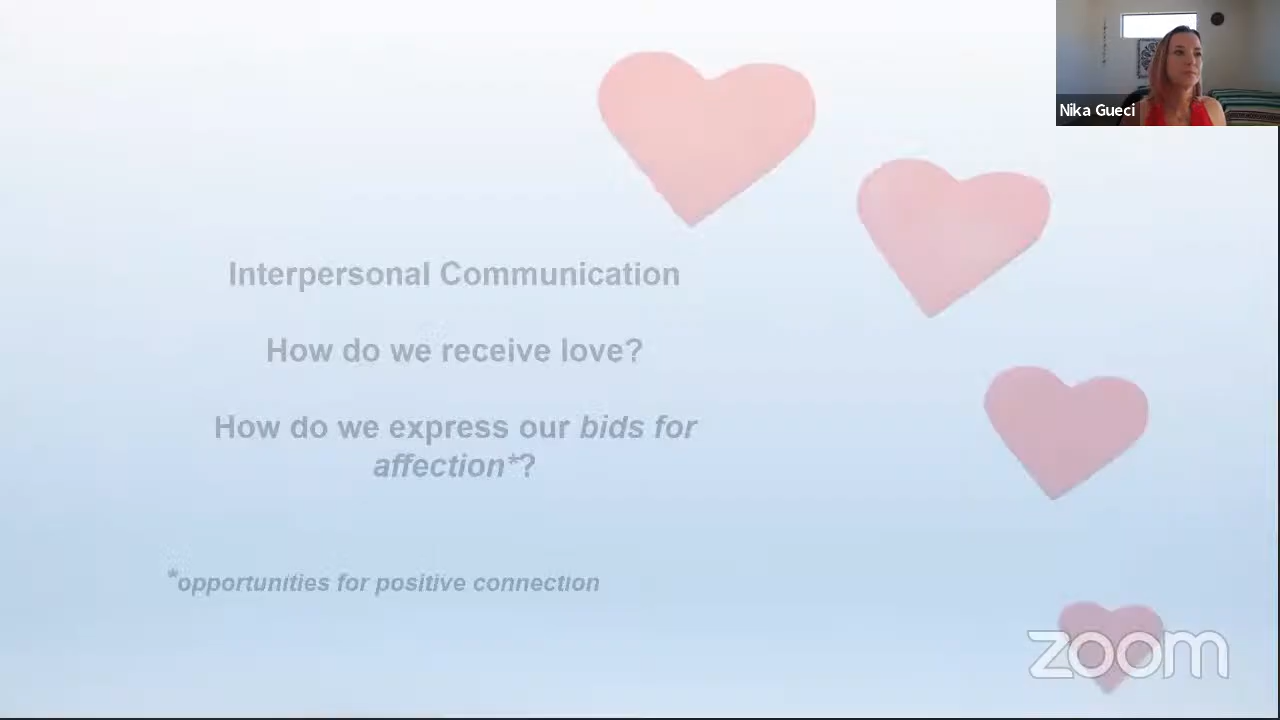 Nika Gueci
Interpersonal Communication
How do we receive love?
How do we express our bids for
affection*?
*opportunities for positive connection
zoom